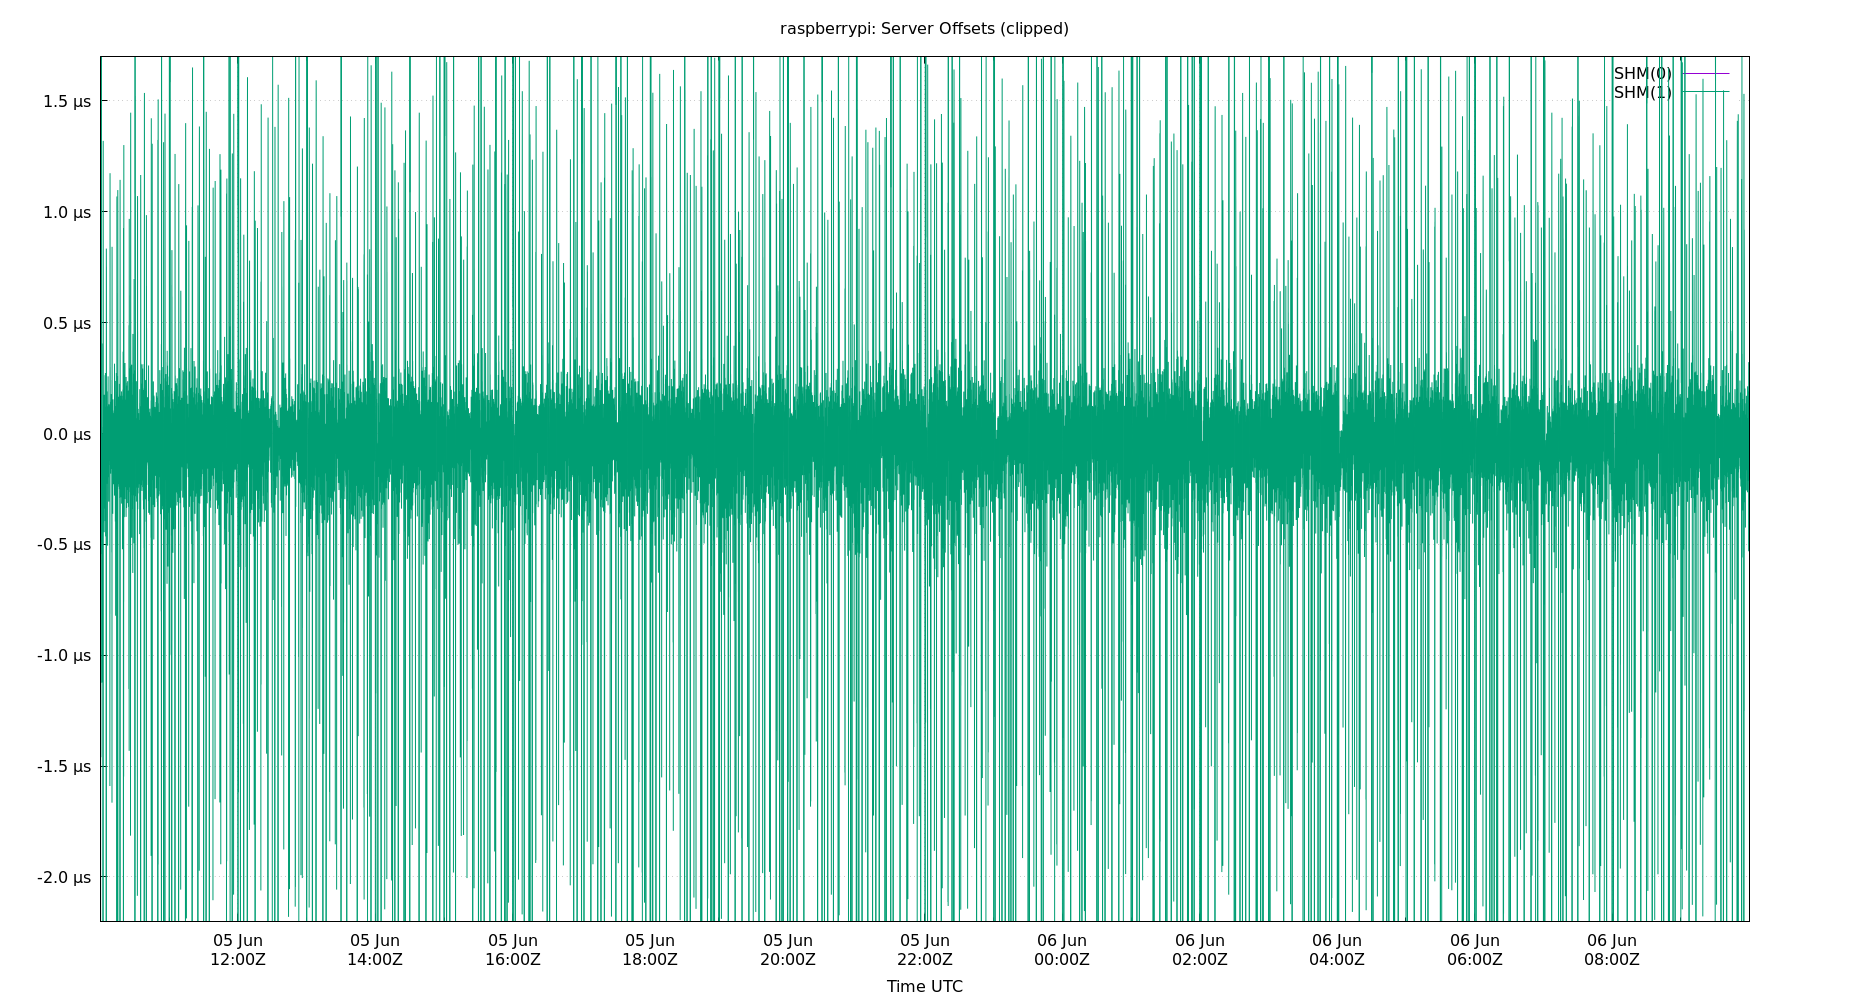 raspberrypi: Server Offsets (clipped)
SHM(0)
SHM(1)
1.5 µs
1.0 µs
0.5 µs
0.0 µs
-0.5 µs
-1.0 µs
-1.5 µs
-2.0 µs
05 Jun 05 Jun 05 Jun 05 Jun 05 Jun 05 Jun 06 Jun 06 Jun 06 Jun 06 Jun 06 Jun
12:00Z 14:00Z 16:00Z 18:00Z 20:00Z 22:00Z 00:00Z 02:00Z 04:00Z 06:00Z 08:00Z
Time UTC